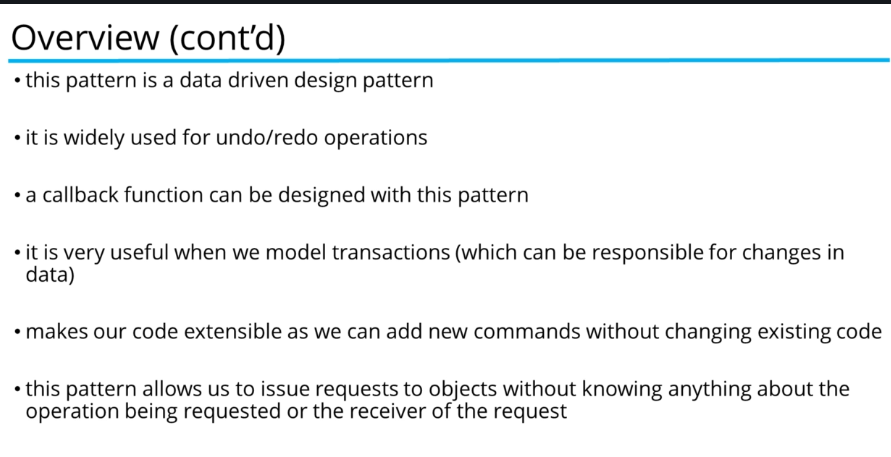 Overview (cont'd)
• this pattern is a data driven design pattern
• it is widely used for undo/redo operations
• a callback function can be designed with this pattern
• it is very useful when we model transactions (which can be responsible for changes in
data)
• makes our code extensible as we can add new commands without changing existing code
• this pattern allows us to issue requests to objects without knowing anything about the
operation being requested or the receiver of the request